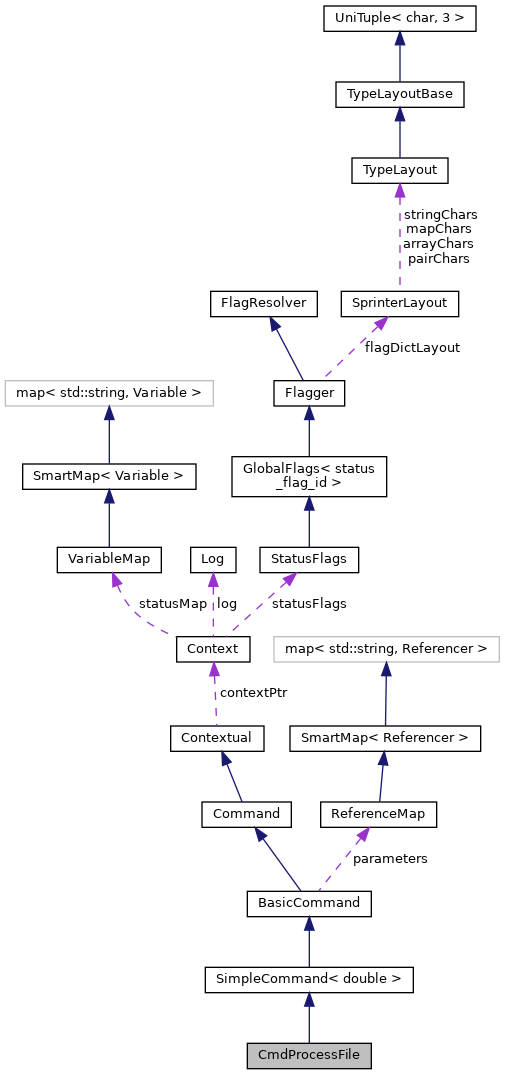 UniTuple< char, 3 >
TypeLayoutBase
TypeLayout
stringChars
mapChars
arrayChars
pairChars
FlagResolver
SprinterLayout
flagDictLayout
map< std::string, Variable >
Flagger
SmartMap< Variable >
GlobalFlags< status
_flag_id >
VariableMap
Log
StatusFlags
statusMap
log
statusFlags
Context
map< std::string, Referencer >
contextPtr
Contextual
SmartMap< Referencer >
Command
ReferenceMap
parameters
BasicCommand
SimpleCommand< double >
CmdProcessFile